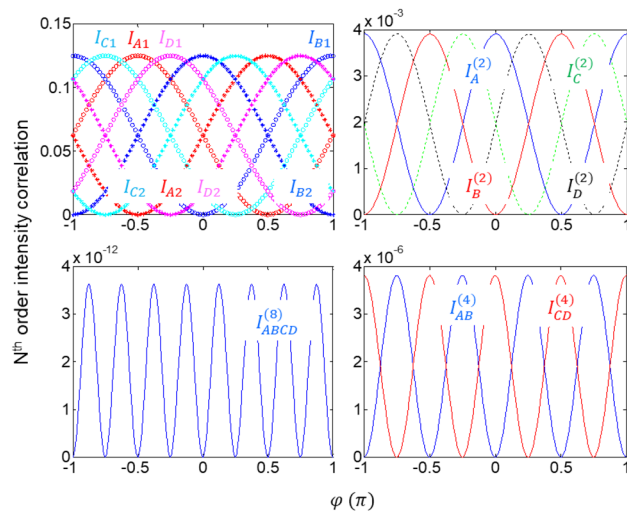 I_C1 I_A1 I_D1 I_B1
0.15
0.1
0.05
0
I_C2 I_A2 I_D2 I_B2
-1 -0.5 0 0.5 1
4 x 10^-3
3
2
1
0
I_A^(2) I_C^(2)
I_B^(2) I_D^(2)
-1 -0.5 0 0.5 1
N^th order intensity correlation
4 x 10^-12
3
2
1
0
I_ABCD^(8)
-1 -0.5 0 0.5 1
4 x 10^-6
3
2
1
0
I_AB^(4) I_CD^(4)
-1 -0.5 0 0.5 1
φ (π)